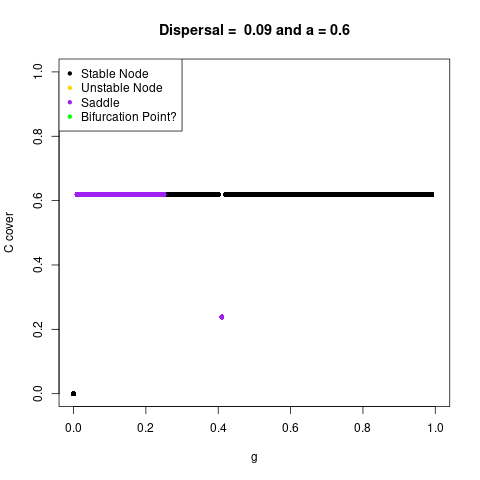 Dispersal =  0.09 and a = 0.6
Stable Node
Unstable Node
Saddle
Bifurcation Point?
C cover
1.0
0.8
0.6
0.4
0.2
0.0
0.0 0.2 0.4 0.6 0.8 1.0
g